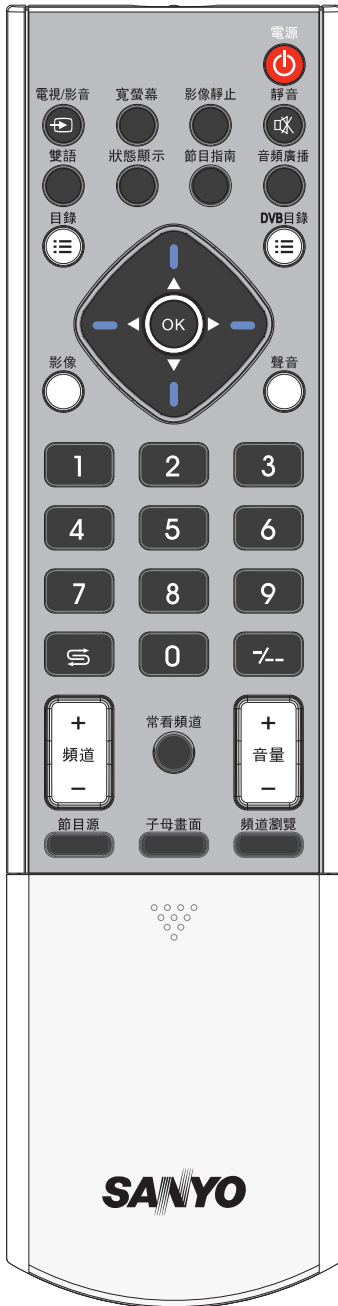 電源
電視/影音 寬螢幕 影像靜止 靜音
雙語 狀態顯示 節目指南 音頻廣播
目錄 DVB目錄
OK
影像 聲音
1 2 3
4 5 6
7 8 9
0 -/--
+ 常看頻道 +
頻道 音量
− −
節目源 子母畫面 頻道瀏覽
SANYO